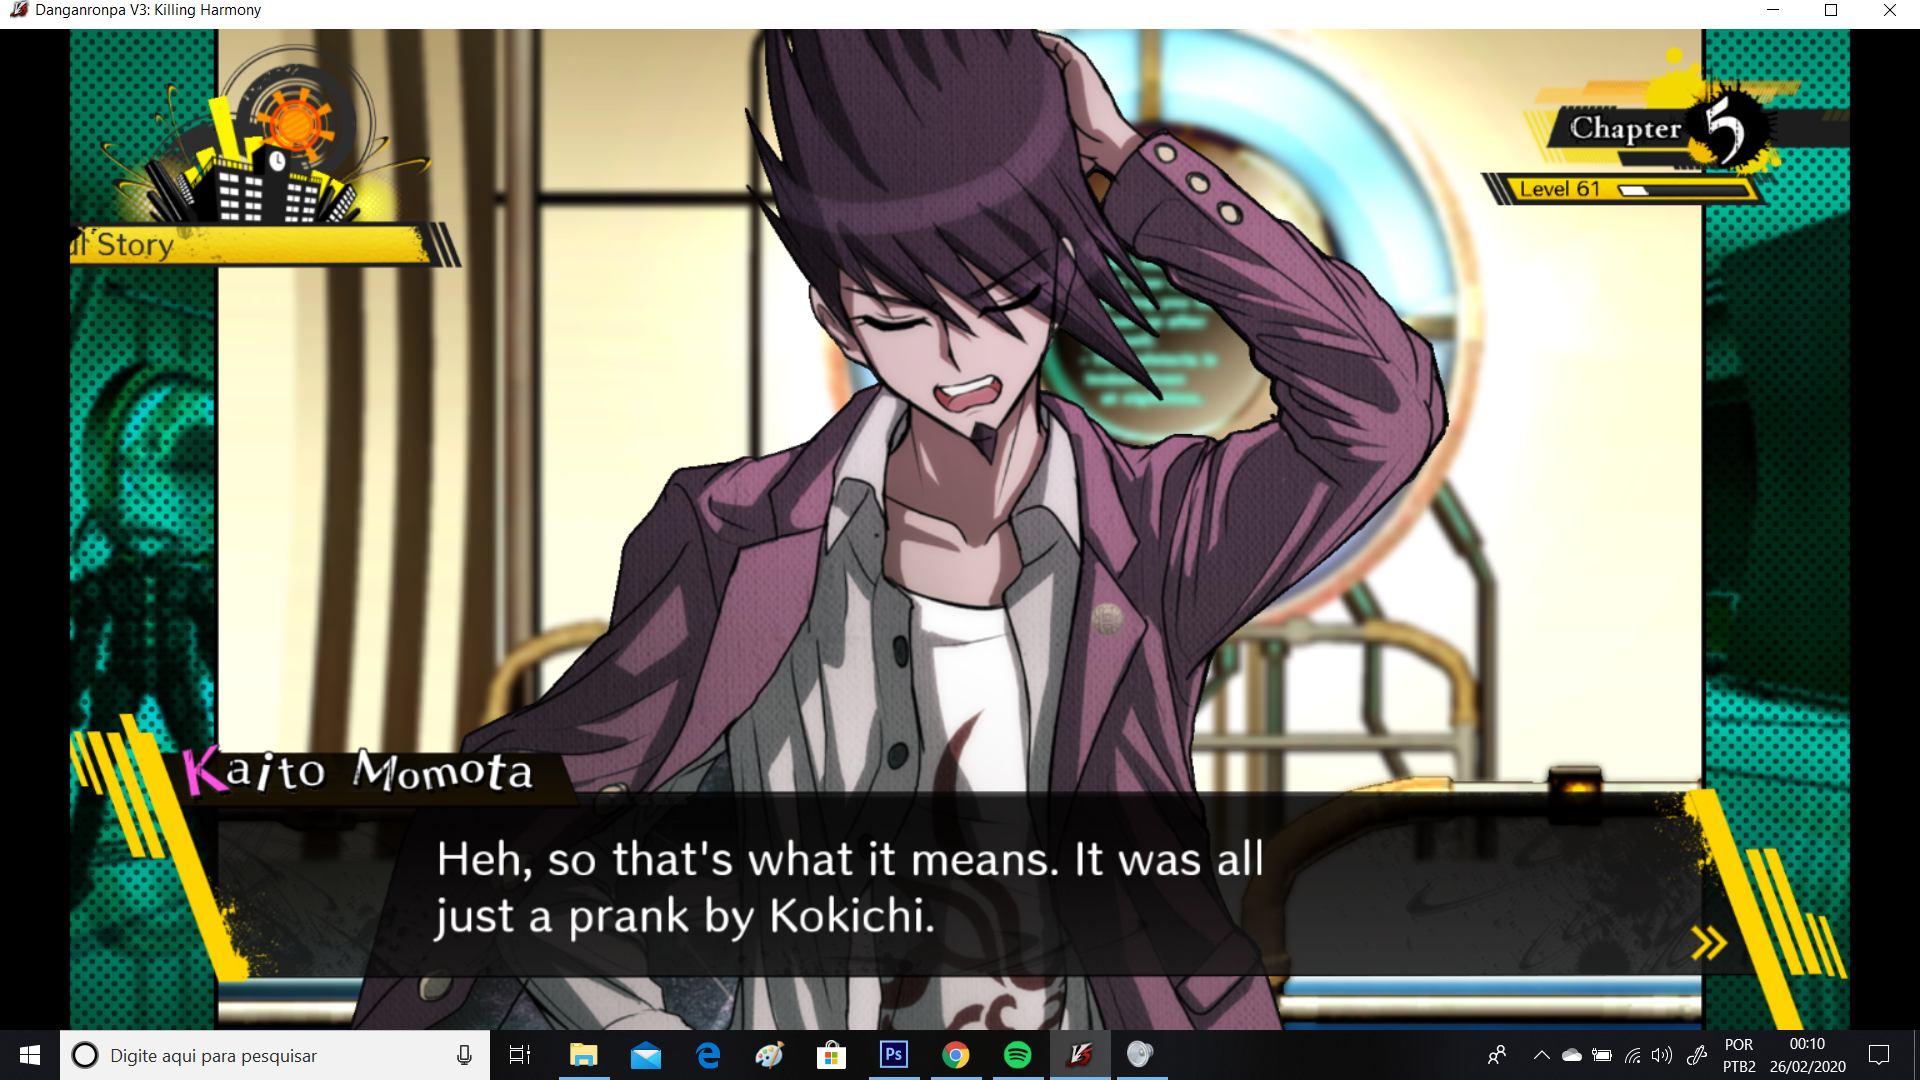 Danganronpa V3: Killing Harmony
Chapter 5
Level 61
Story
Kaito Momota
Heh, so that's what it means. It was all
just a prank by Kokichi.
Digite aqui para pesquisar
Ps
POR
PTB2
00:10
26/02/2020